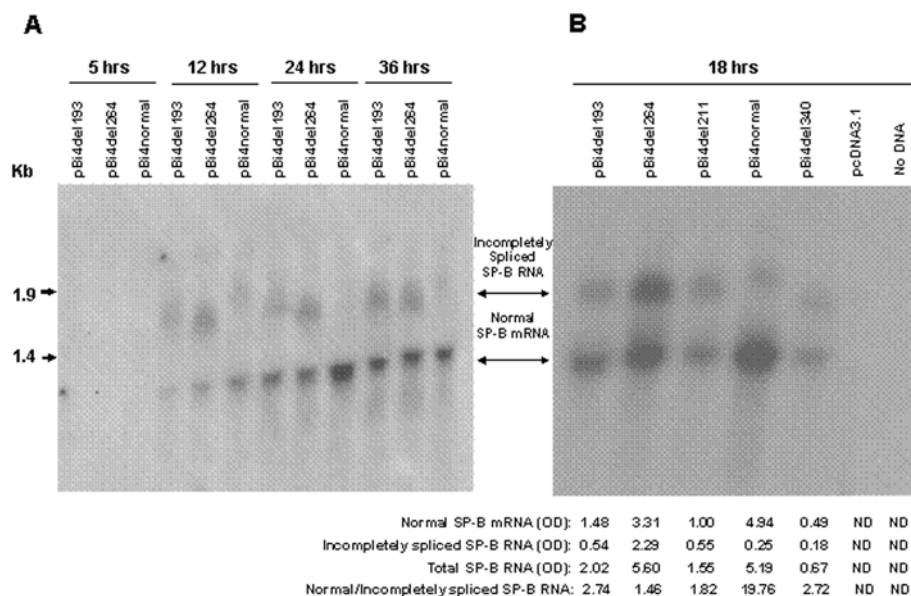 A
B
5 hrs 12 hrs 24 hrs 36 hrs
18 hrs
pBi4del193
pBi4del264
pBi4normal
pBi4del193
pBi4del264
pBi4normal
pBi4del193
pBi4del264
pBi4normal
pBi4del193
pBi4del264
pBi4normal
pBi4del193
pBi4del264
pBi4del211
pBi4normal
pBi4del340
pcDNA3.1
No DNA
Kb
1.9
1.4
Incompletely
Spliced
SP-B RNA
Normal
SP-B mRNA
Normal SP-B mRNA (OD): 1.48 3.31 1.00 4.94 0.49 ND ND
Incompletely spliced SP-B RNA (OD): 0.54 2.29 0.55 0.25 0.18 ND ND
Total SP-B RNA (OD): 2.02 5.60 1.55 5.19 0.67 ND ND
Normal/Incompletely spliced SP-B RNA: 2.74 1.46 1.82 19.76 2.72 ND ND